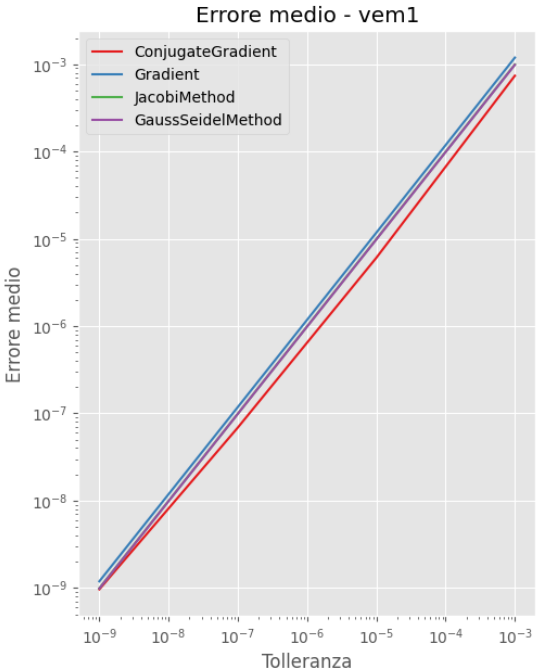 Errore medio - vem1
ConjugateGradient
Gradient
JacobiMethod
GaussSeidelMethod
10⁻³
10⁻⁴
10⁻⁵
10⁻⁶
10⁻⁷
10⁻⁸
10⁻⁹
Errore medio
10⁻⁹ 10⁻⁸ 10⁻⁷ 10⁻⁶ 10⁻⁵ 10⁻⁴ 10⁻³
Tolleranza